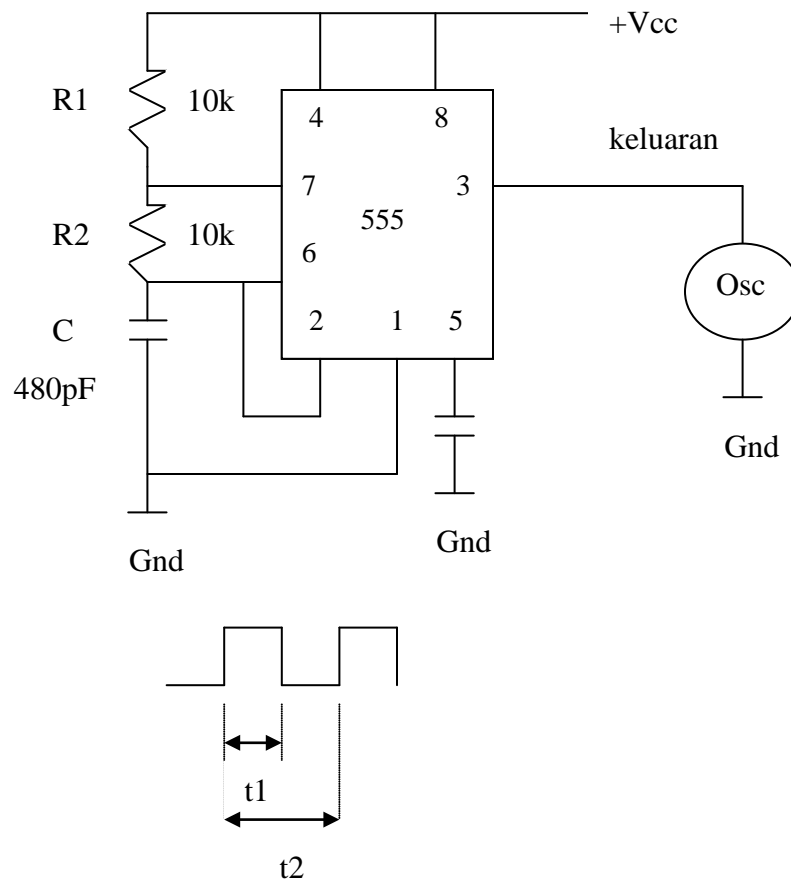 +Vcc
R1 10k
4 8
keluaran
7 3
555
R2 10k
6
Osc
2 1 5
C
480pF
Gnd
Gnd
Gnd
t1
t2